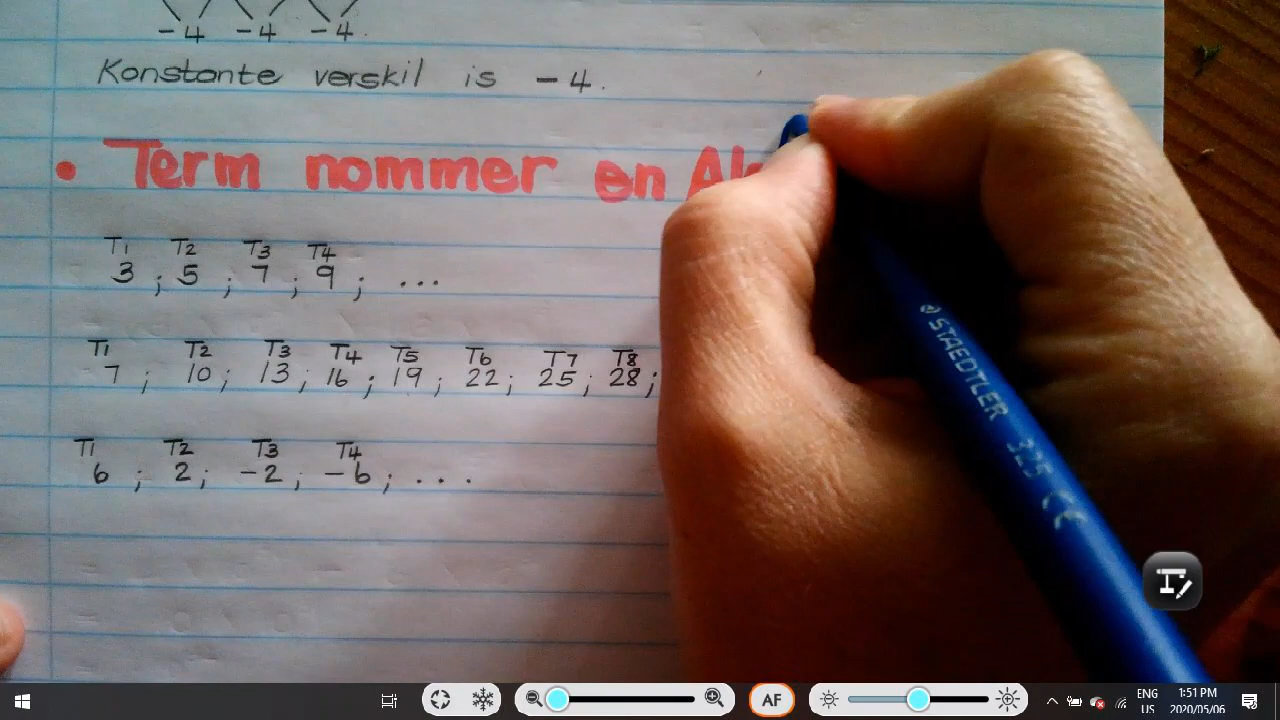 -4 -4 -4.
Konstante verskil is -4.
• Term nommer en
T1 T2 T3 T4
3 ; 5 ; 7 ; 9 ; ...
T1 T2 T3 T4 T5 T6 T7 T8
7 ; 10 ; 13 ; 16 ; 19 ; 22 ; 25 ; 28 ;
T1 T2 T3 T4
6 ; 2 ; -2 ; -6 ; ...
STAEDTLER 325 CE
AF
ENG
US
1:51 PM
2020/05/06